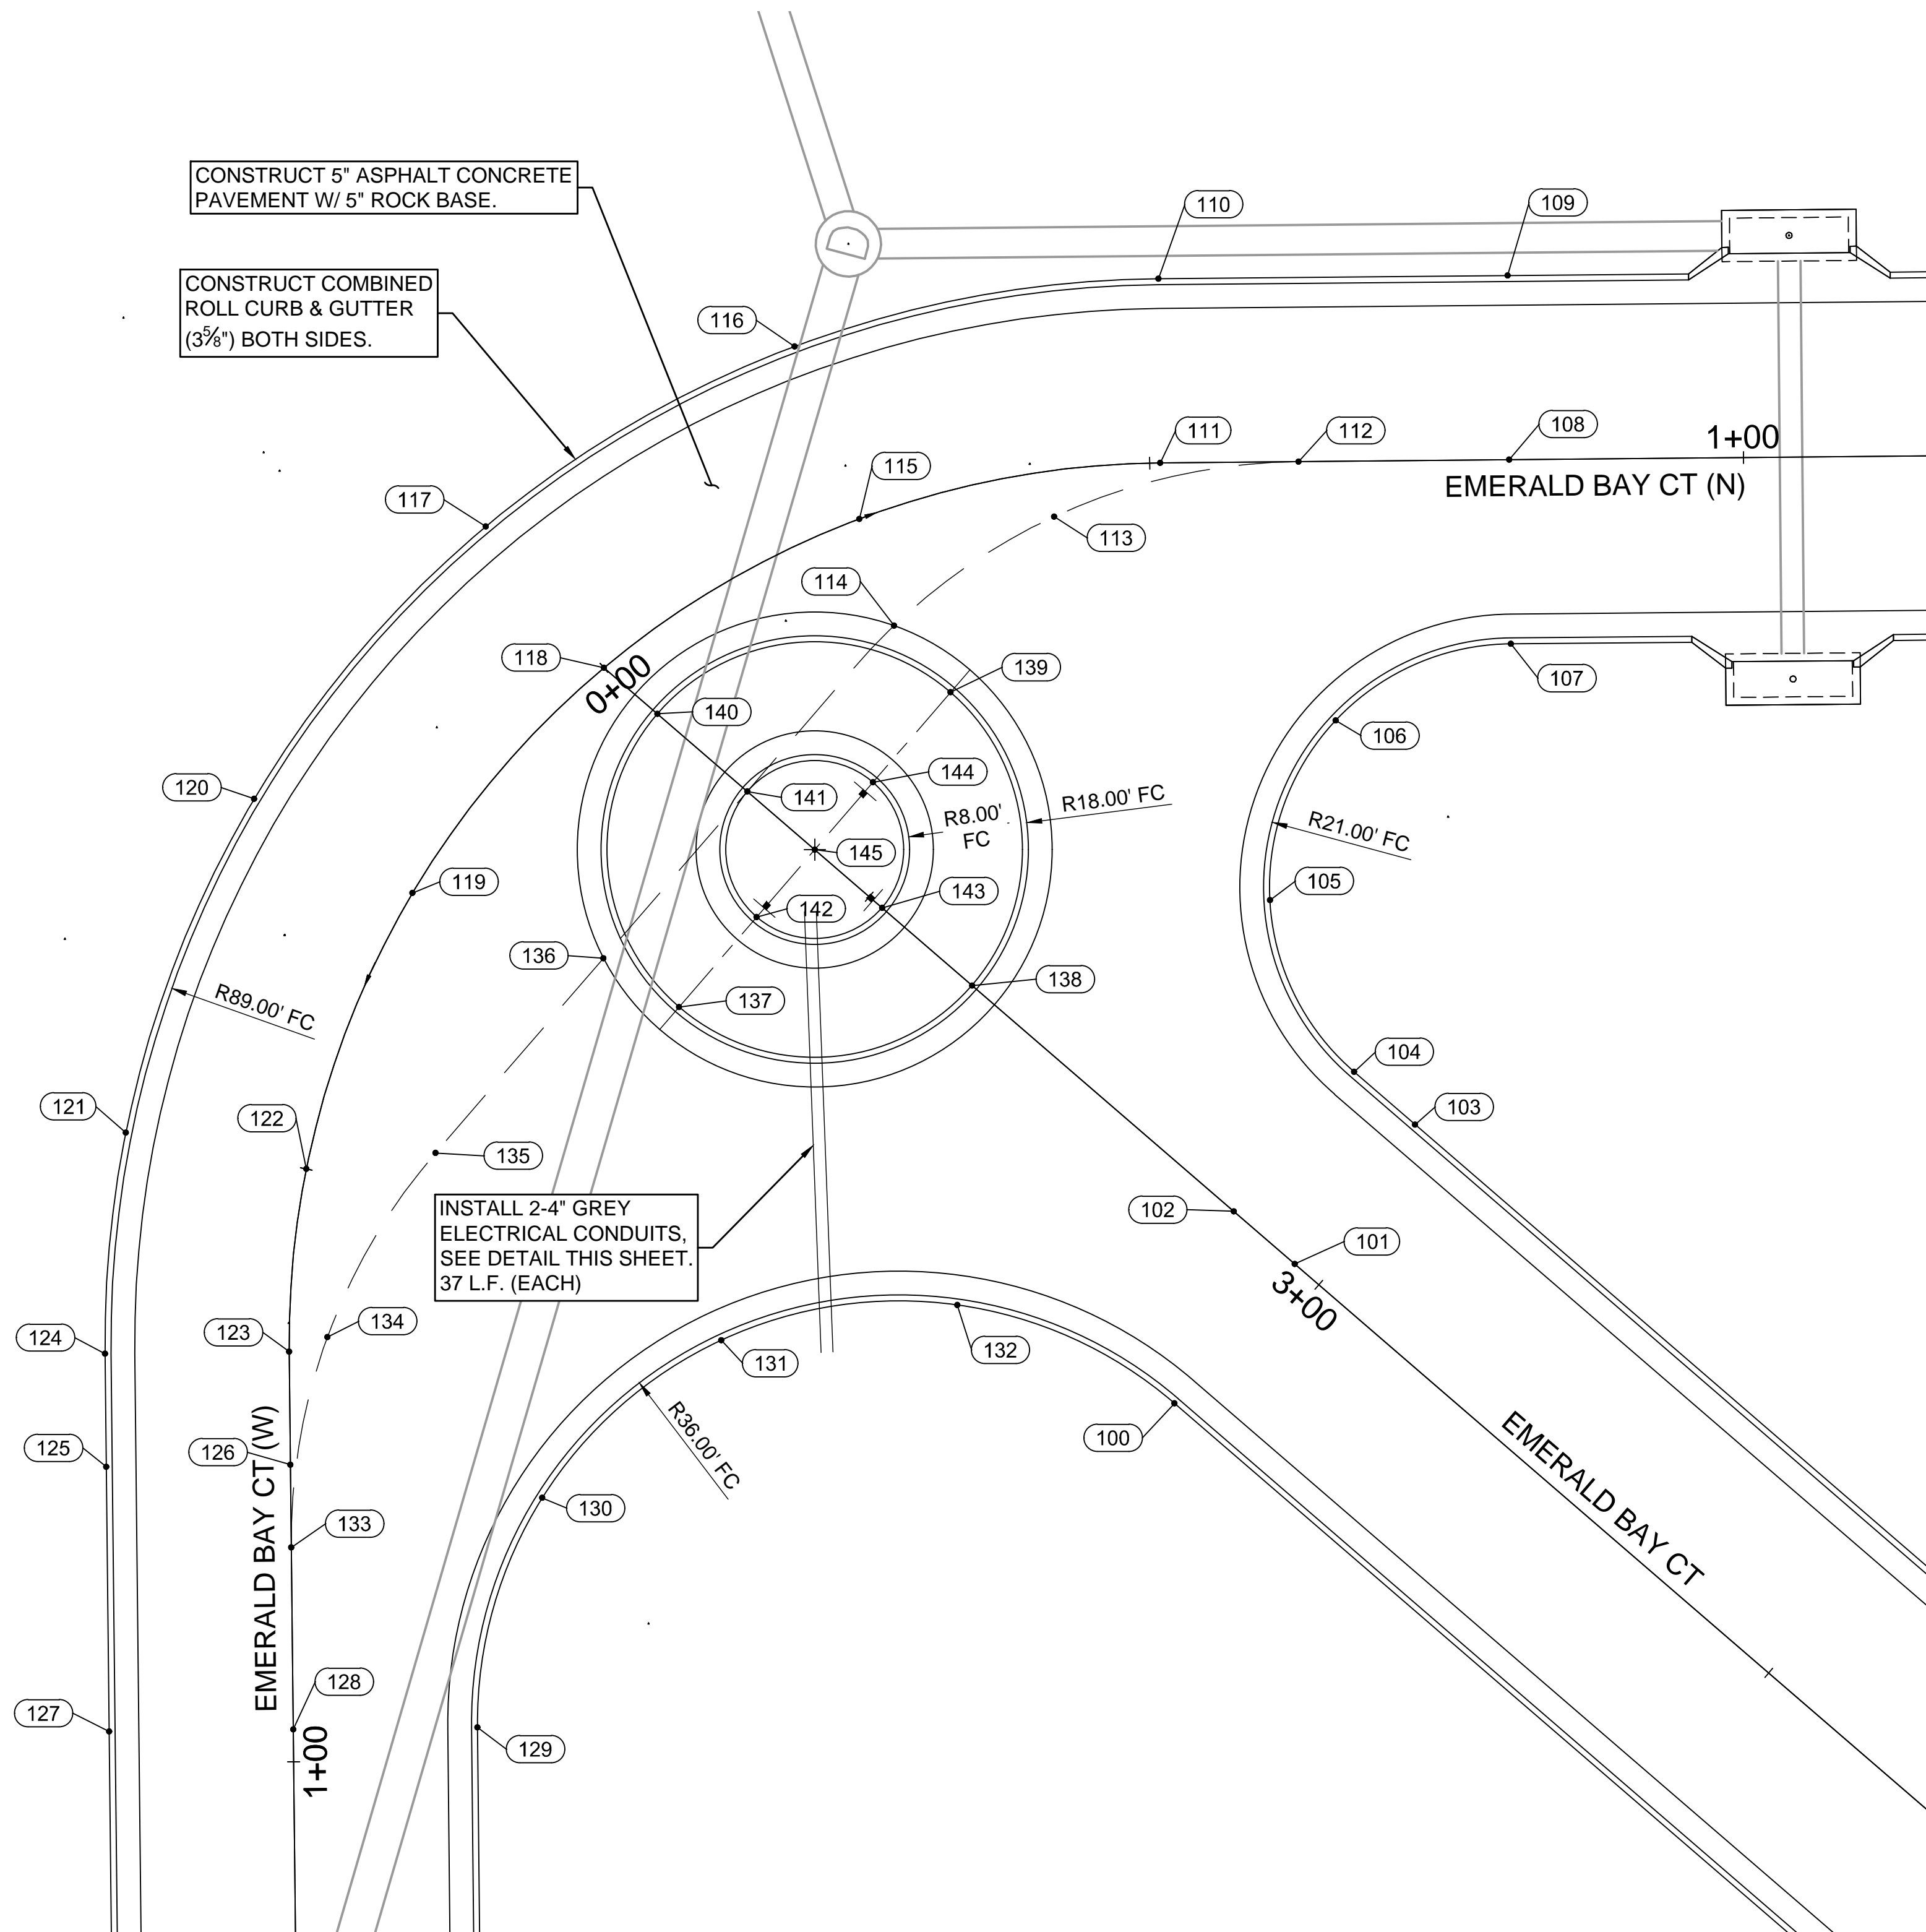 CONSTRUCT 5" ASPHALT CONCRETE
PAVEMENT W/ 5" ROCK BASE.
110
109
CONSTRUCT COMBINED
ROLL CURB & GUTTER
(3⅝") BOTH SIDES.
116
D
111
112
108
1+00
115
EMERALD BAY CT (N)
117
113
114
118
0+00
139
107
140
106
120
144
141
R8.00'
FC
R18.00' FC
R21.00' FC
145
119
143
105
142
136
138
137
R89.00' FC
104
121
103
122
135
INSTALL 2-4" GREY
ELECTRICAL CONDUITS,
SEE DETAIL THIS SHEET.
37 L.F. (EACH)
102
101
3+00
134
123
124
132
131
R36.00' FC
100
125
126
EMERALD BAY CT (W)
EMERALD BAY CT
130
133
128
127
1+00
129